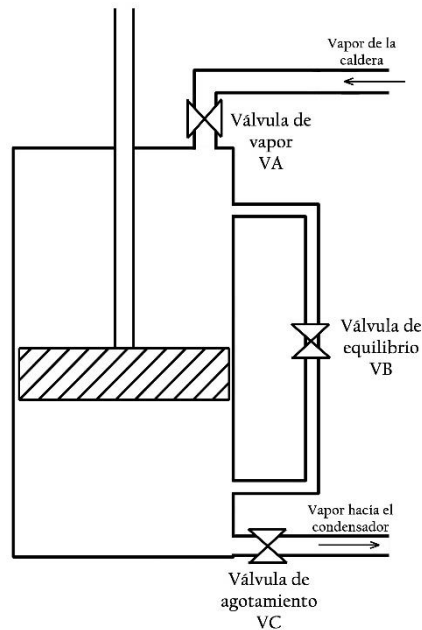 Vapor de la
caldera
Válvula de
vapor
VA
Válvula de
equilibrio
VB
Vapor hacia el
condensador
Válvula de
agotamiento
VC